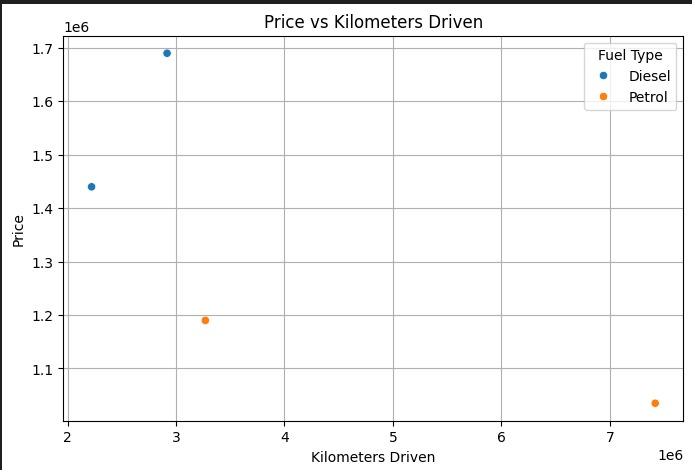 Price vs Kilometers Driven
1e6
1.7
1.6
1.5
1.4
1.3
1.2
1.1
Price
Fuel Type
Diesel
Petrol
2 3 4 5 6 7
1e6
Kilometers Driven